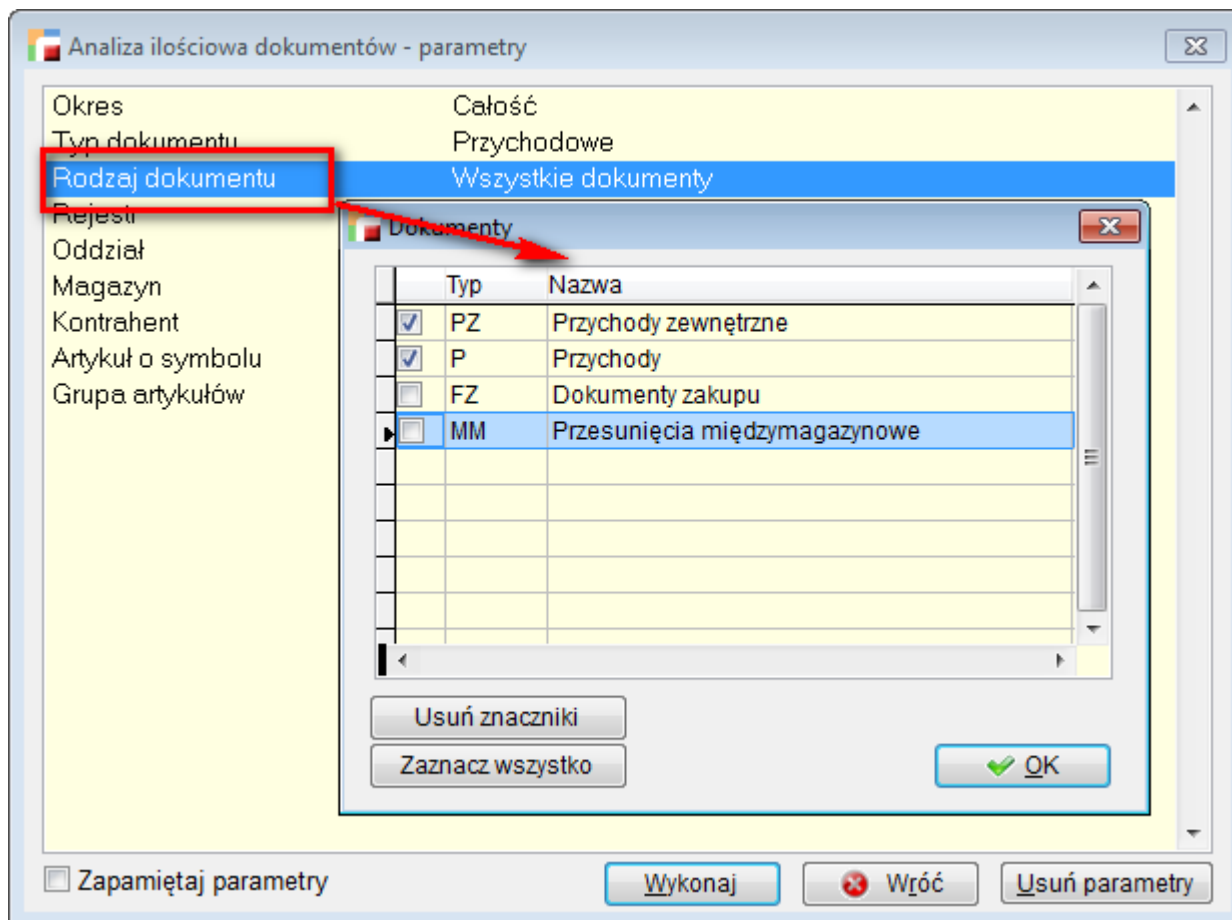 Analiza ilościowa dokumentów - parametry
Okres Całość
Typ dokumentu Przychodowe
Rodzaj dokumentu Wszystkie dokumenty
Rejestr
Oddział
Magazyn
Kontrahent
Artykuł o symbolu
Grupa artykułów
Dokumenty
Typ Nazwa
PZ Przychody zewnętrzne
P Przychody
FZ Dokumenty zakupu
MM Przesunięcia międzymagazynowe
Usuń znaczniki
Zaznacz wszystko
OK
Zapamiętaj parametry
Wykonaj
Wróć
Usuń parametry